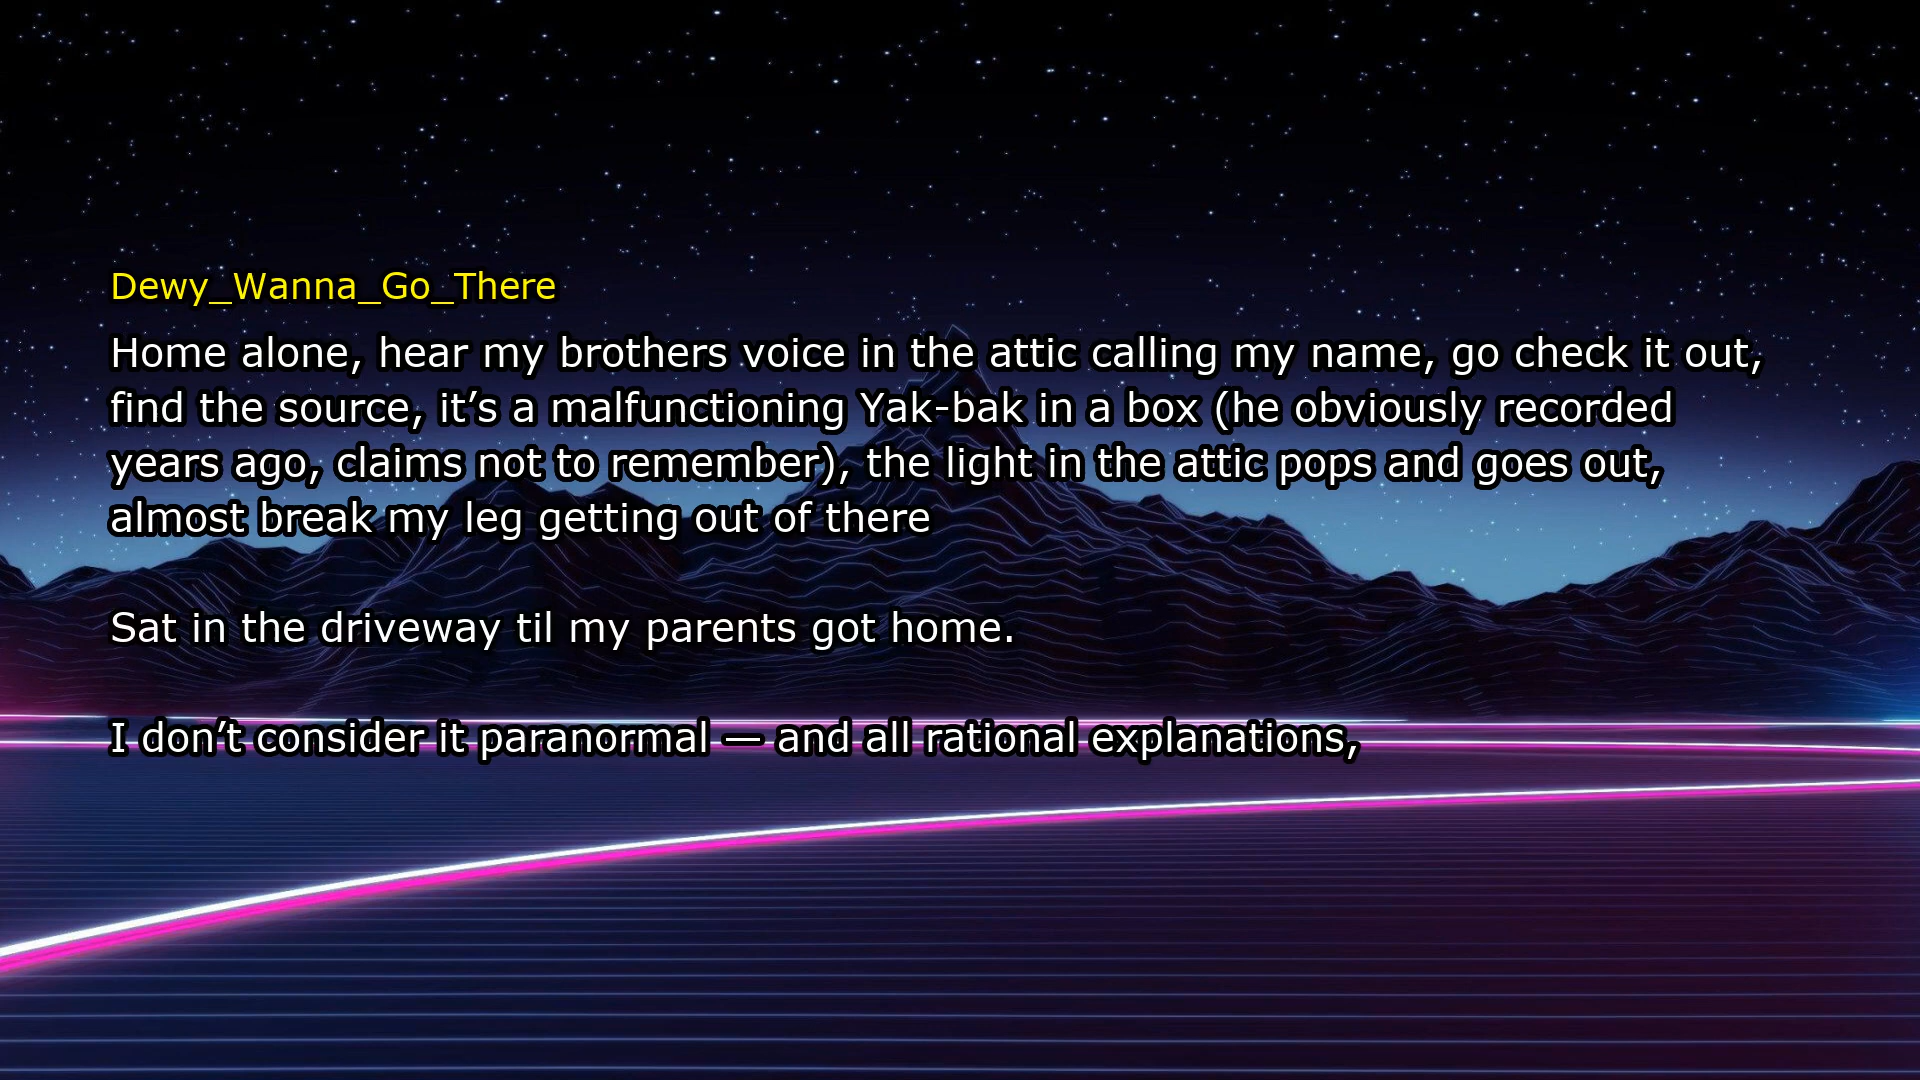 Dewy_Wanna_Go_There
Home alone, hear my brothers voice in the attic calling my name, go check it out,
find the source, it’s a malfunctioning Yak-bak in a box (he obviously recorded
years ago, claims not to remember), the light in the attic pops and goes out,
almost break my leg getting out of there
Sat in the driveway til my parents got home.
I don’t consider it paranormal — and all rational explanations,